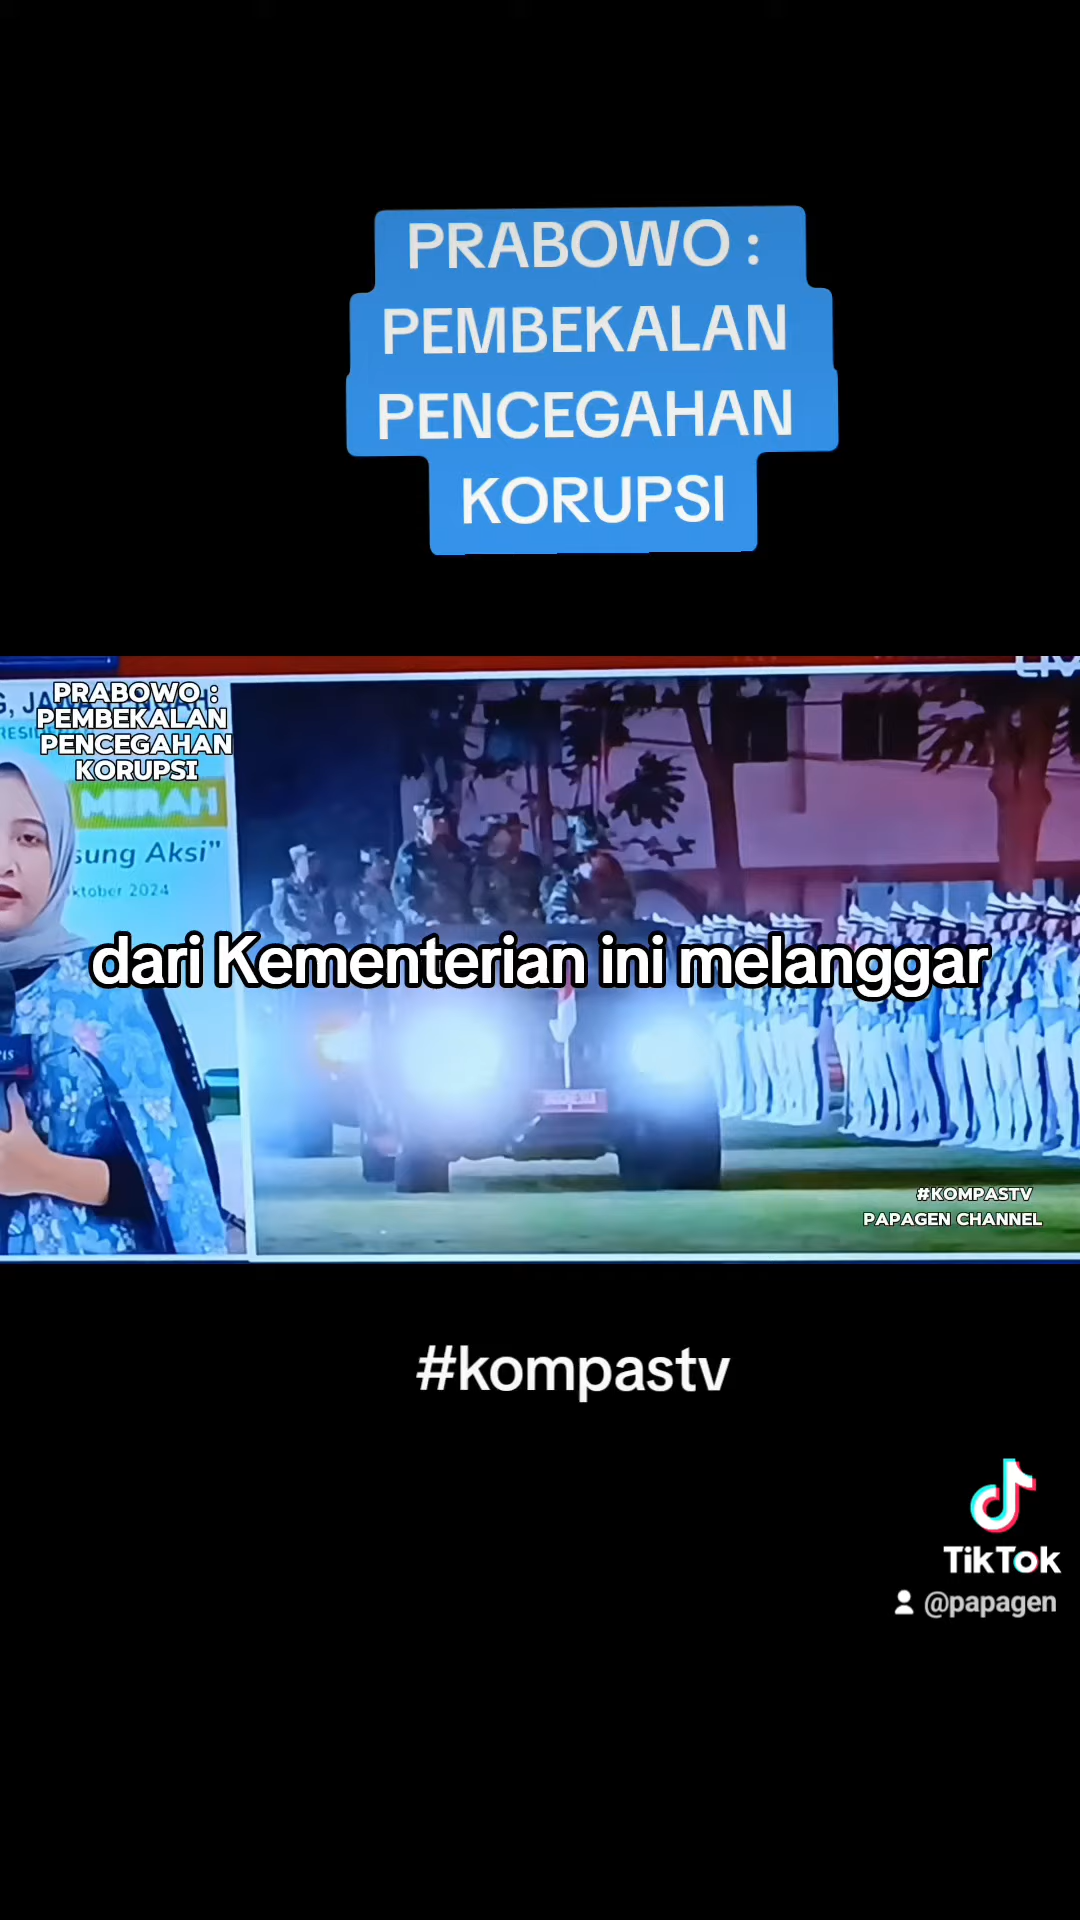 PRABOWO :
PEMBEKALAN
PENCEGAHAN
KORUPSI
PRABOWO :
PEMBEKALAN
PENCEGAHAN
KORUPSI
MERAH
sung Aksi"
ktober 2024
dari Kementerian ini melanggar
#KOMPASTV
PAPAGEN CHANNEL
#kompastv
TikTok
@papagen